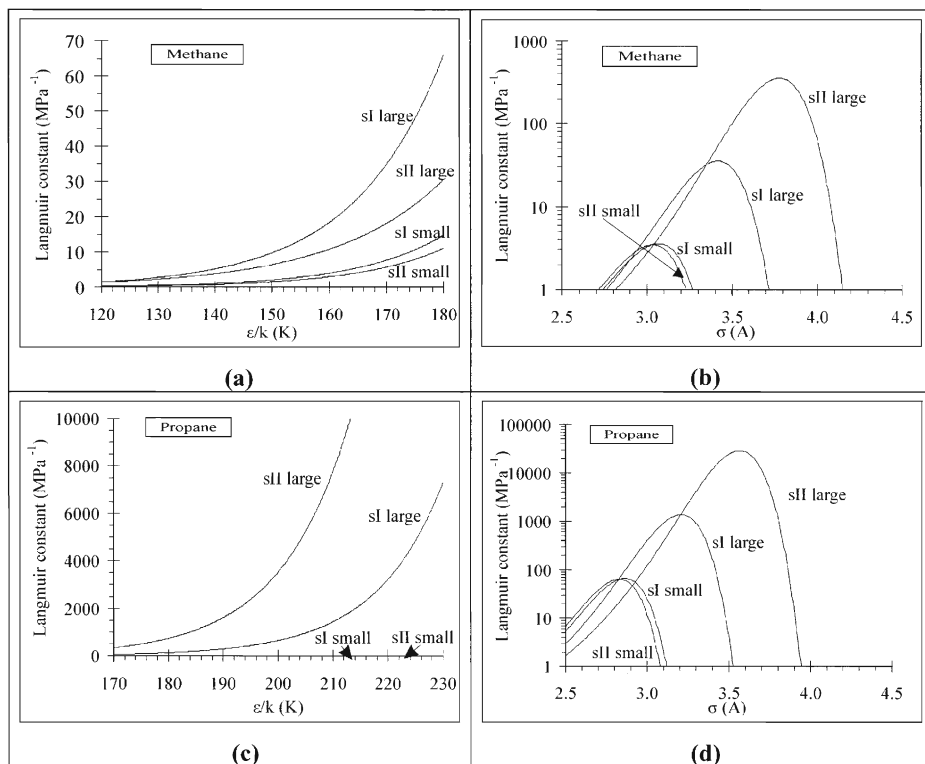 Methane
Langmuir constant (MPa ⁻¹)
70
60
50
40
30
20
10
0
sI large
sII large
sI small
sII small
120 130 140 150 160 170 180
ε/k (K)
(a)
Methane
Langmuir constant (MPa⁻¹)
1000
100
10
1
sII large
sI large
sII small
sI small
2.5 3.0 3.5 4.0 4.5
σ (A)
(b)
Propane
Langmuir constant (MPa⁻¹)
10000
8000
6000
4000
2000
0
sII large
sI large
sI small sII small
170 180 190 200 210 220 230
ε/k (K)
(c)
Propane
Langmuir constant (MPa⁻¹)
100000
10000
1000
100
10
1
sII large
sI large
sI small
sII small
2.5 3.0 3.5 4.0 4.5
σ (A)
(d)